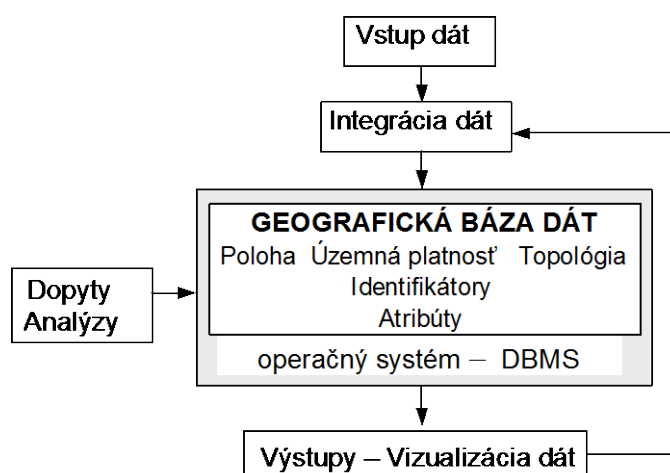 Vstup dát
Integrácia dát
GEOGRAFICKÁ BÁZA DÁT
Poloha Územná platnosť Topológia
Identifikátory
Atribúty
Dopyty
Analýzy
operačný systém – DBMS
Výstupy – Vizualizácia dát